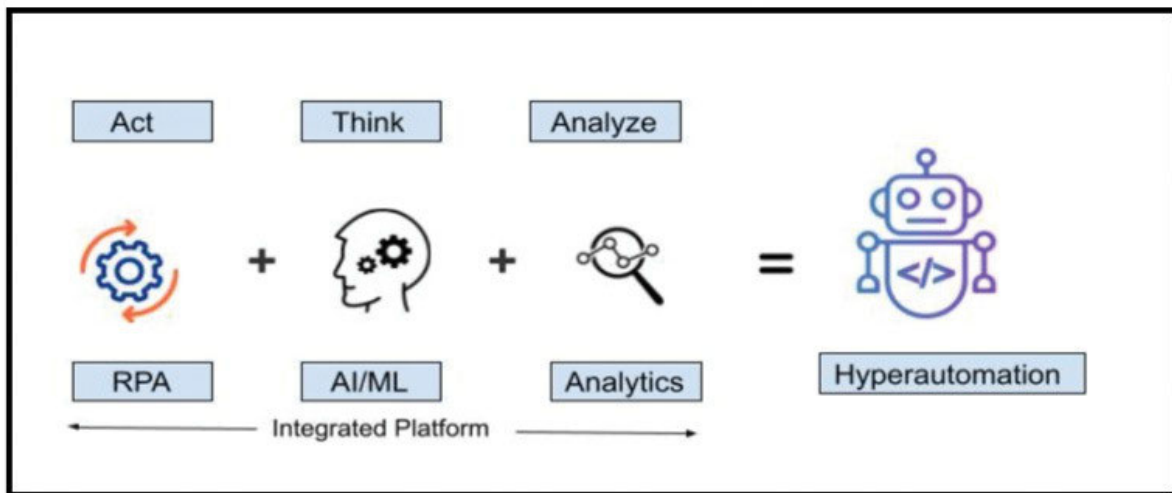 Act
Think
Analyze
+
+
=
</>
RPA
AI/ML
Analytics
Hyperautomation
Integrated Platform